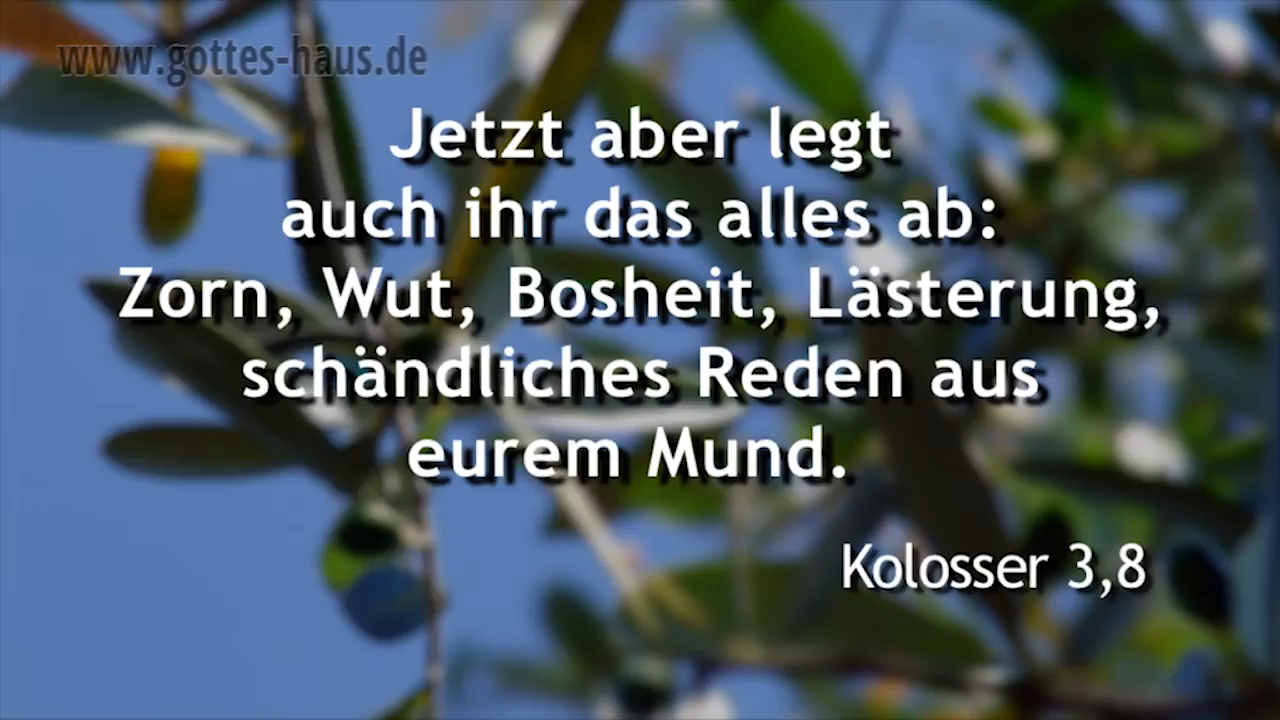 www.gottes-haus.de
Jetzt aber legt
auch ihr das alles ab:
Zorn, Wut, Bosheit, Lästerung,
schändliches Reden aus
eurem Mund.
Kolosser 3,8